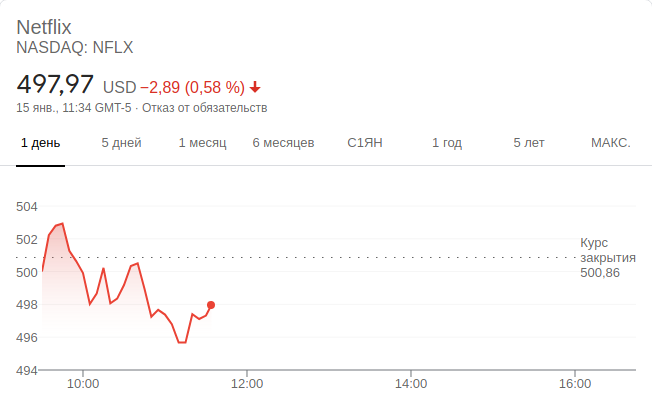 Netflix
NASDAQ: NFLX
497,97 USD −2,89 (0,58 %)
15 янв., 11:34 GMT-5 · Отказ от обязательств
1 день 5 дней 1 месяц 6 месяцев С1ЯН 1 год 5 лет МАКС.
504
502
500
498
496
494
Курс
закрытия
500,86
10:00 12:00 14:00 16:00